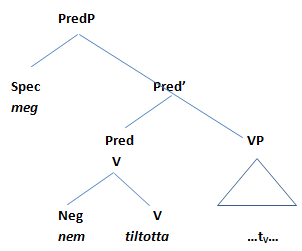 PredP
Spec Pred’
meg
Pred VP
V
Neg V
nem tiltotta …tᵥ…